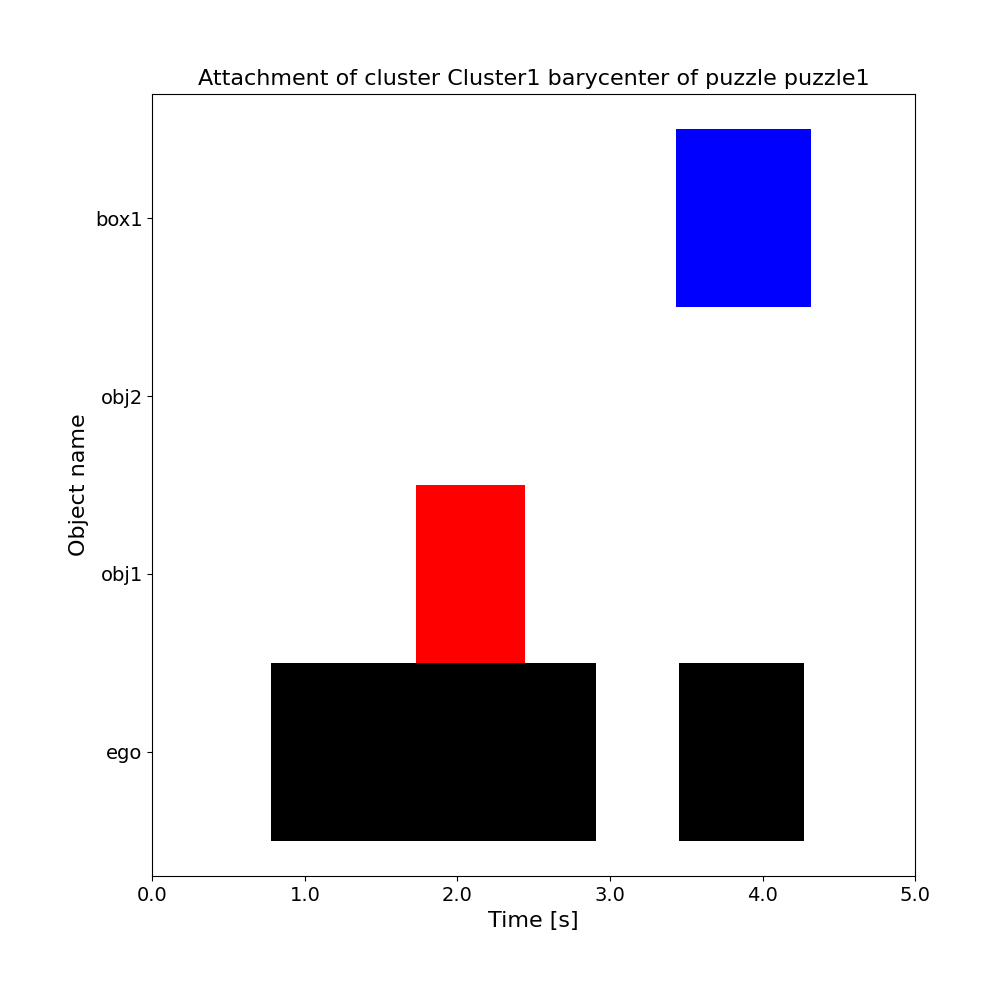 Attachment of cluster Cluster1 barycenter of puzzle puzzle1
box1
obj2
obj1
ego
Object name
0.0 1.0 2.0 3.0 4.0 5.0
Time [s]